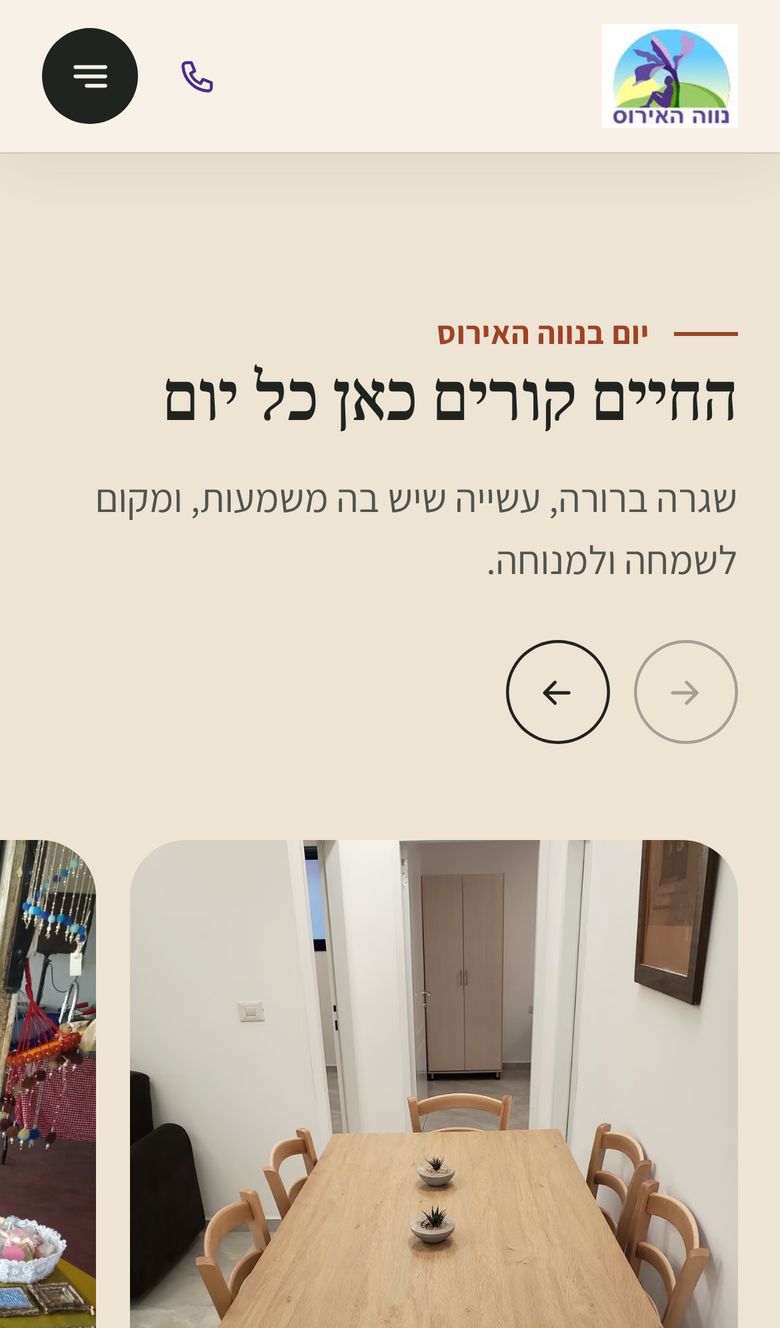 נווה האירוס
יום בנווה האירוס
החיים קורים כאן כל יום
שגרה ברורה, עשייה שיש בה משמעות, ומקום
לשמחה ולמנוחה.